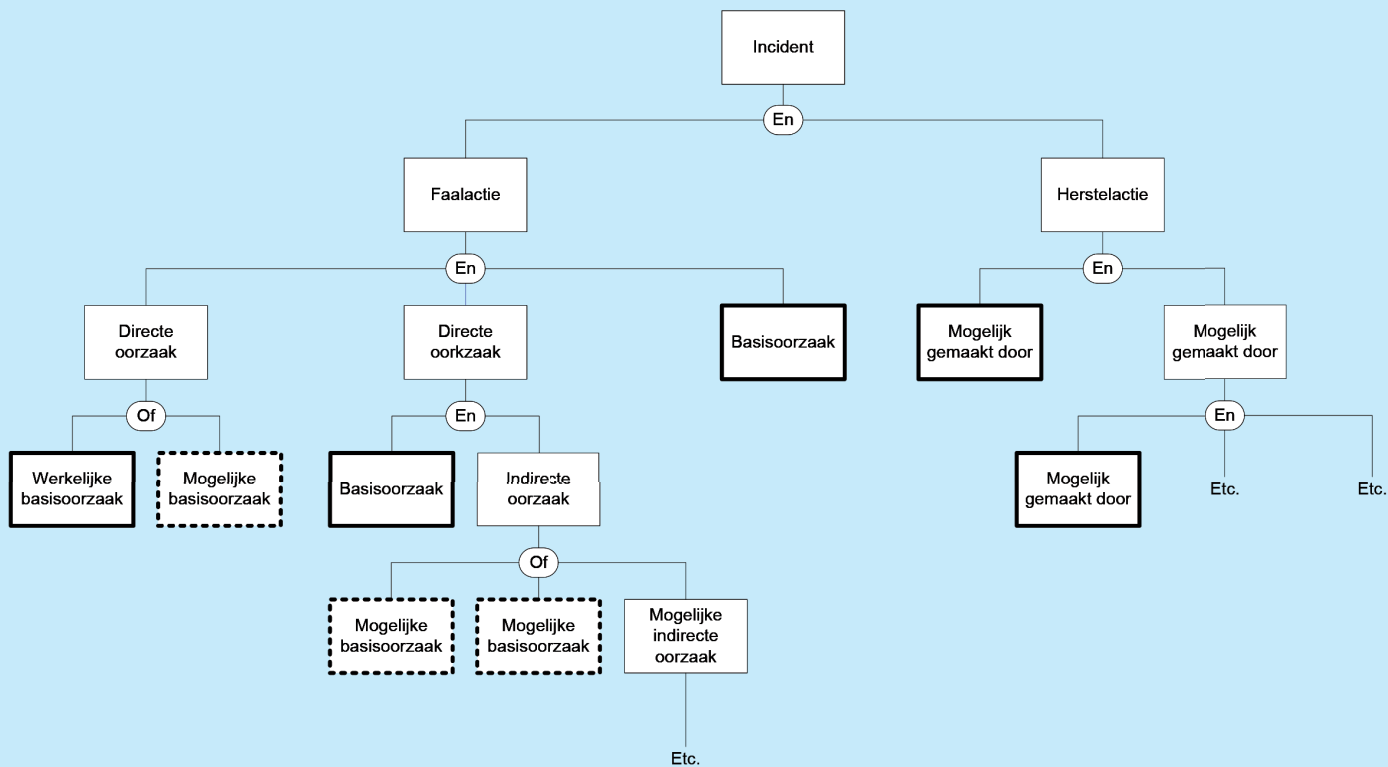 Incident
En
Faalactie
Herstelactie
En
En
Directe
oorzaak
Directe
oorkzaak
Basisoorzaak
Mogelijk
gemaakt door
Mogelijk
gemaakt door
Of
En
En
Werkelijke
basisoorzaak
Mogelijke
basisoorzaak
Basisoorzaak
Indirecte
oorzaak
Mogelijk
gemaakt door
Etc.
Etc.
Of
Mogelijke
basisoorzaak
Mogelijke
basisoorzaak
Mogelijke
indirecte
oorzaak
Etc.